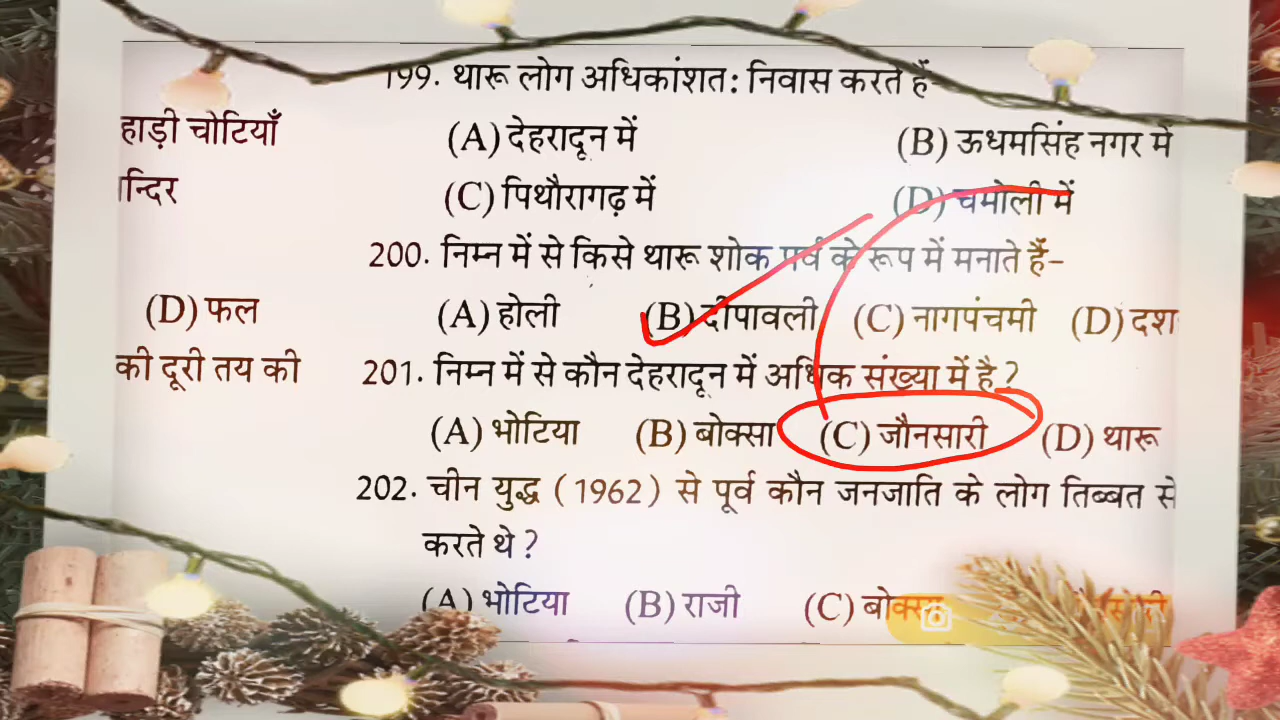 199. थारू लोग अधिकांशत: निवास करते हैं
हाड़ी चोटियाँ (A) देहरादून में (B) ऊधमसिंह नगर में
न्दिर (C) पिथौरागढ़ में (D) चमोली में
200. निम्न में से किसे थारू शोक पर्व के रूप में मनाते हैं-
(D) फल (A) होली (B) दीपावली (C) नागपंचमी (D) दश
की दूरी तय की 201. निम्न में से कौन देहरादून में अधिक संख्या में है ?
(A) भोटिया (B) बोक्सा (C) जौनसारी (D) थारू
202. चीन युद्ध (1962) से पूर्व कौन जनजाति के लोग तिब्बत से
करते थे ?
(A) भोटिया (B) राजी (C) बोक्सा